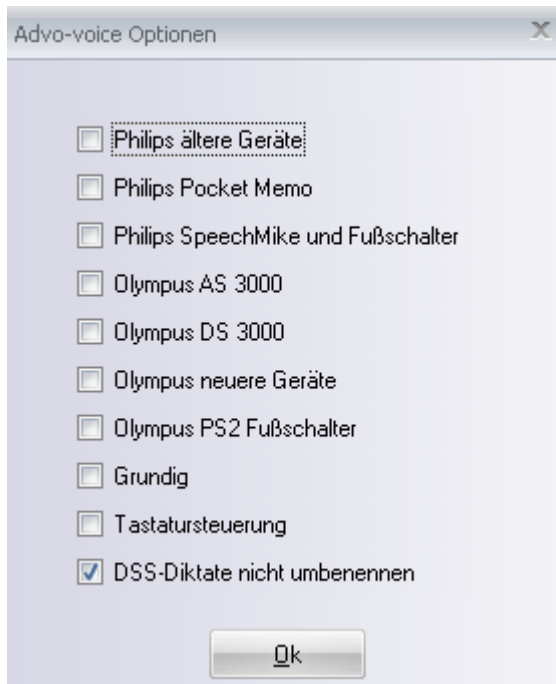 Advo-voice Optionen
Philips ältere Geräte
Philips Pocket Memo
Philips SpeechMike und Fußschalter
Olympus AS 3000
Olympus DS 3000
Olympus neuere Geräte
Olympus PS2 Fußschalter
Grundig
Tastatursteuerung
DSS-Diktate nicht umbenennen
Ok